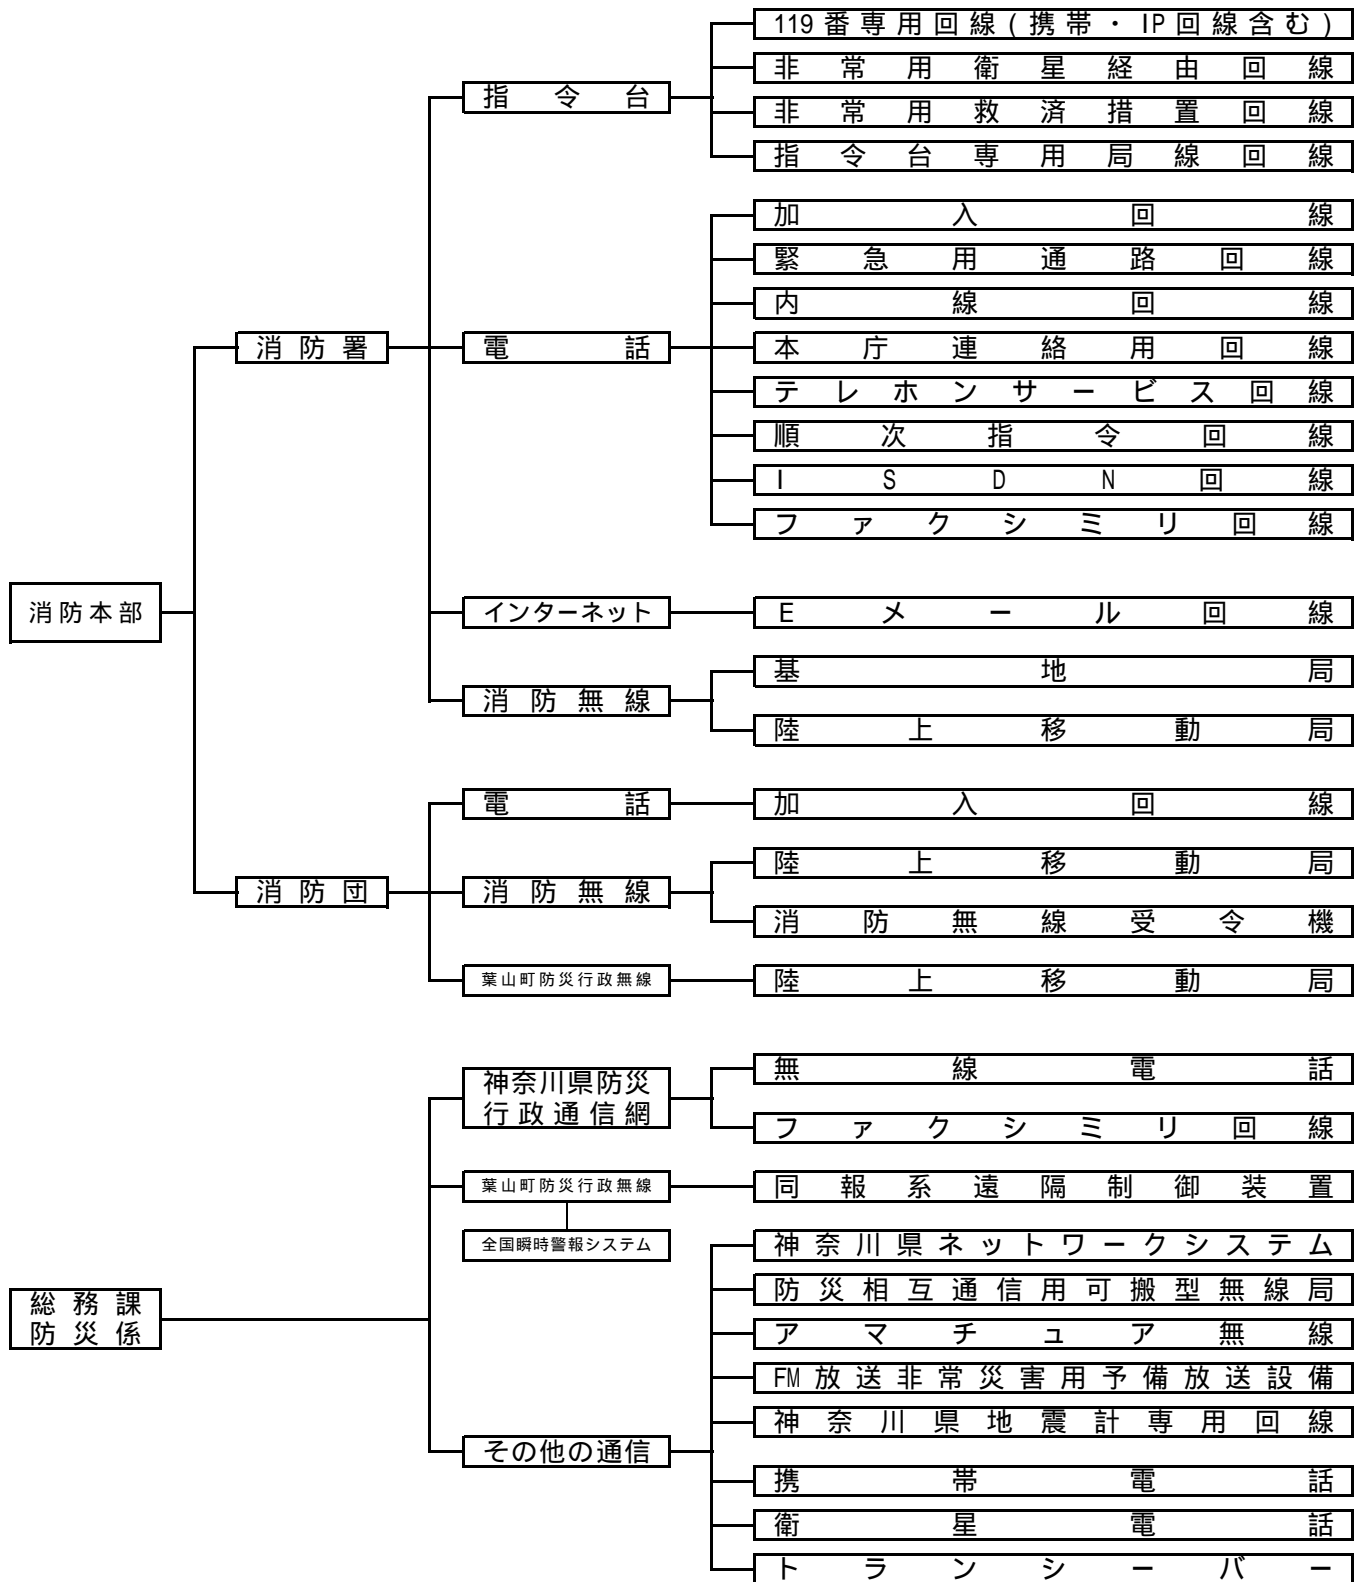 119番専用回線(携帯・IP回線含む)
非常用衛星経由回線
指令台
非常用救済措置回線
指令台専用局線回線
加入回線
緊急用通路回線
内線回線
消防署
電話
本庁連絡用回線
テレホンサービス回線
順次指令回線
ISDN回線
ファクシミリ回線
消防本部
インターネット
Eメール回線
基地局
消防無線
陸上移動局
電話
加入回線
陸上移動局
消防団
消防無線
消防無線受令機
葉山町防災行政無線
陸上移動局
無線電話
神奈川県防災
行政通信網
ファクシミリ回線
葉山町防災行政無線
同報系遠隔制御装置
全国瞬時警報システム
神奈川県ネットワークシステム
防災相互通信用可搬型無線局
総務課
防災係
アマチュア無線
FM放送非常災害用予備放送設備
神奈川県地震計専用回線
その他の通信
携帯電話
衛星電話
トランシーバー